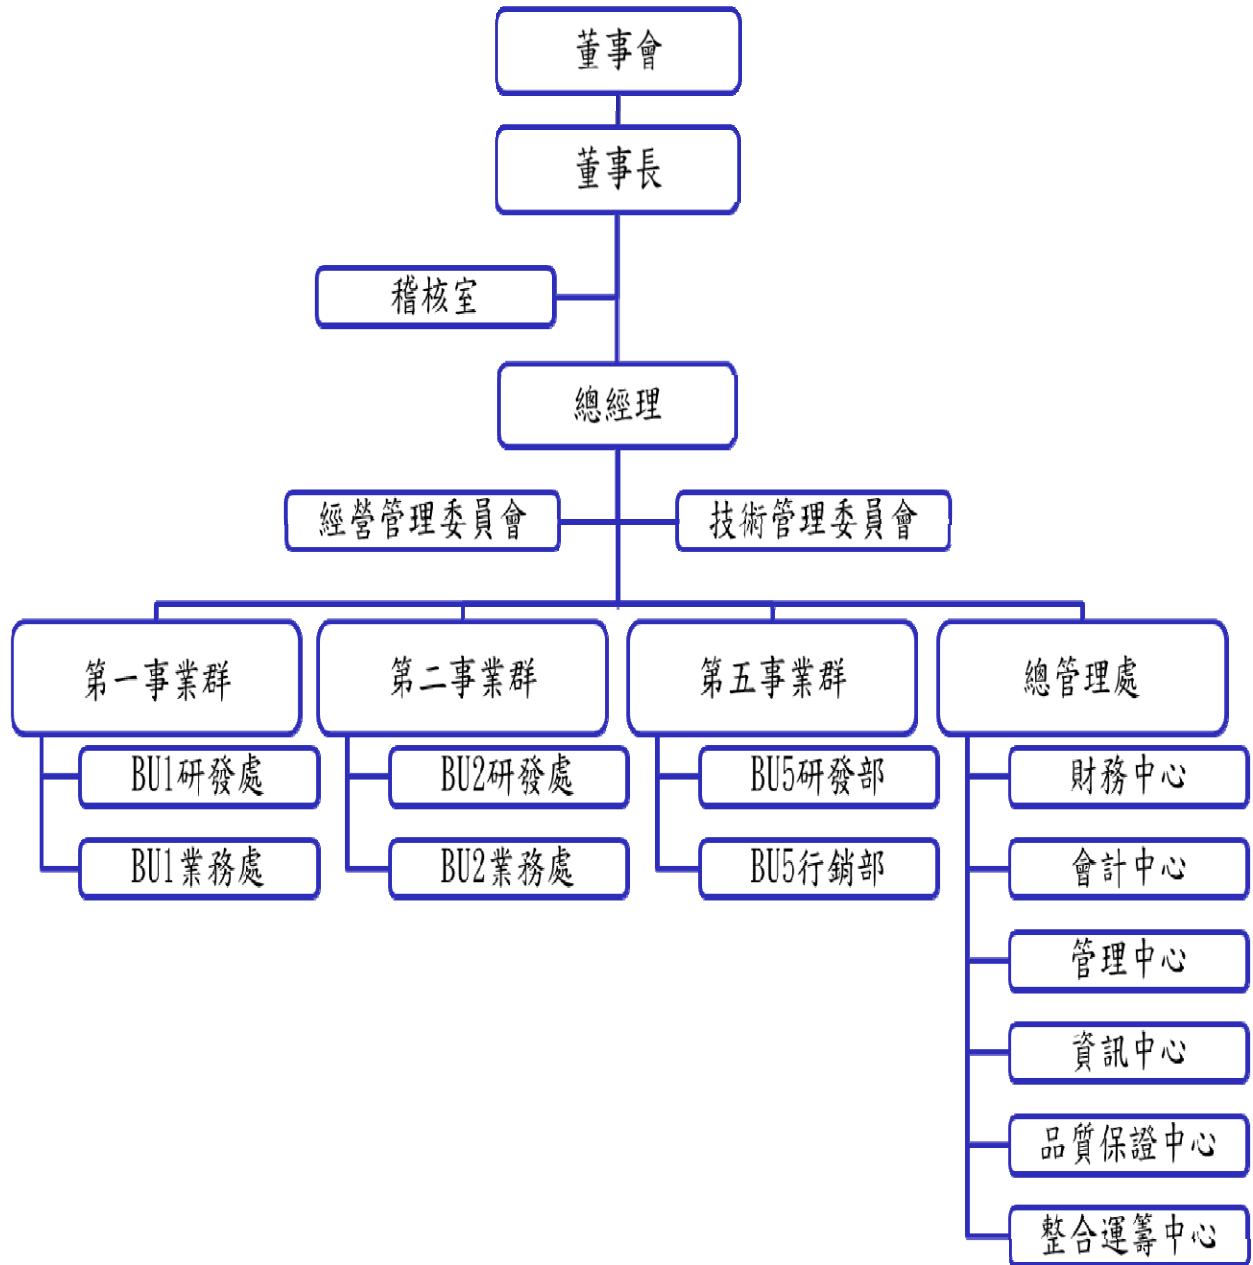 董事會
董事長
稽核室
總經理
經營管理委員會
技術管理委員會
第一事業群
第二事業群
第五事業群
總管理處
BU1研發處
BU2研發處
BU5研發部
財務中心
BU1業務處
BU2業務處
BU5行銷部
會計中心
管理中心
資訊中心
品質保證中心
整合運籌中心